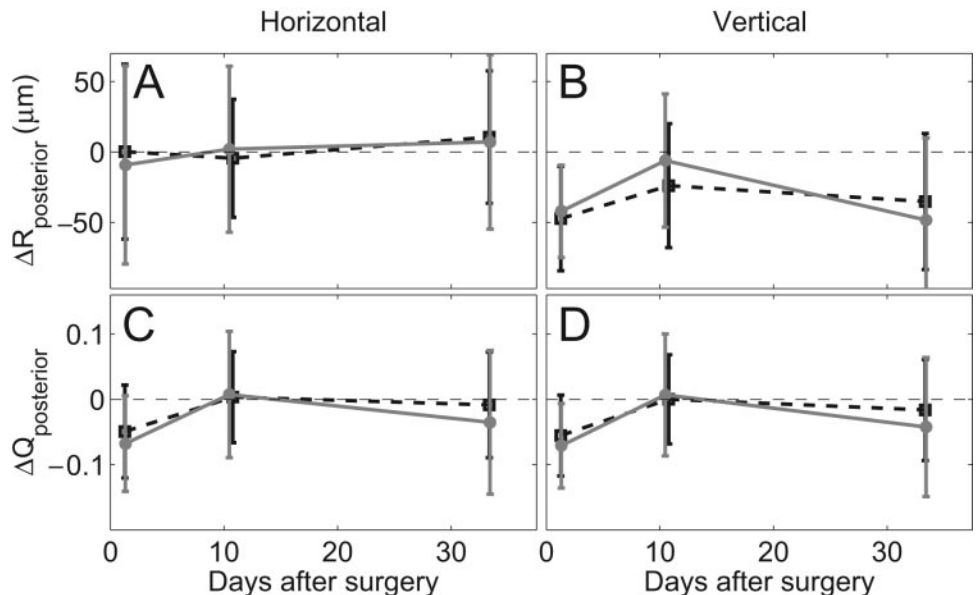 Horizontal Vertical
A B
ΔR_posterior (μm)
50
0
−50
C D
ΔQ_posterior
0.1
0
−0.1
0 10 20 30 0 10 20 30
Days after surgery Days after surgery